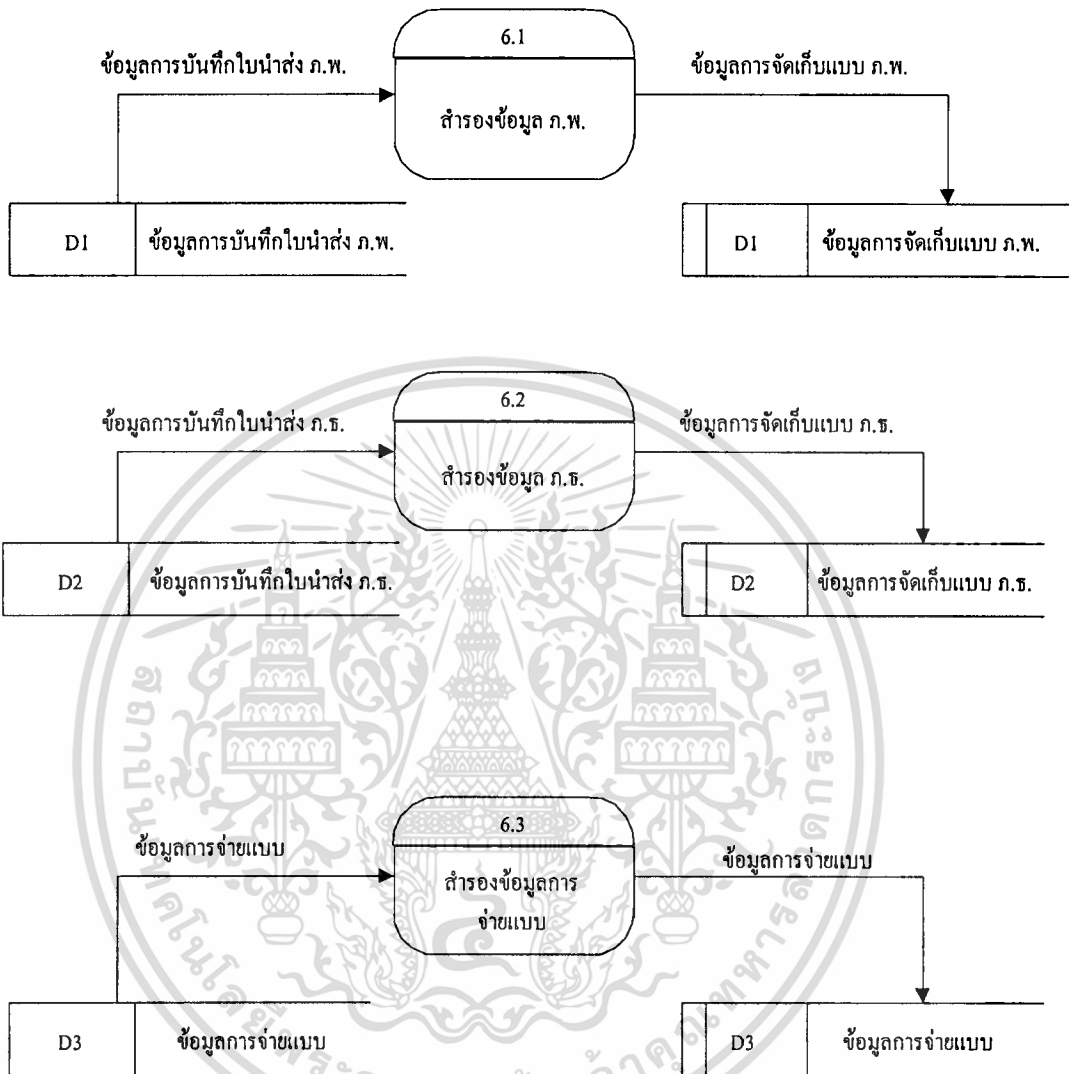 6.1
ข้อมูลการบันทึกใบนำส่ง ภ.พ.
ข้อมูลการจัดเก็บแบบ ภ.พ.
สำรองข้อมูล ภ.พ.
D1
ข้อมูลการบันทึกใบนำส่ง ภ.พ.
D1
ข้อมูลการจัดเก็บแบบ ภ.พ.
6.2
ข้อมูลการบันทึกใบนำส่ง ภ.ธ.
ข้อมูลการจัดเก็บแบบ ภ.ธ.
สำรองข้อมูล ภ.ธ.
D2
ข้อมูลการบันทึกใบนำส่ง ภ.ธ.
D2
ข้อมูลการจัดเก็บแบบ ภ.ธ.
6.3
ข้อมูลการจ่ายแบบ
ข้อมูลการจ่ายแบบ
สำรองข้อมูลการ
จ่ายแบบ
D3
ข้อมูลการจ่ายแบบ
D3
ข้อมูลการจ่ายแบบ